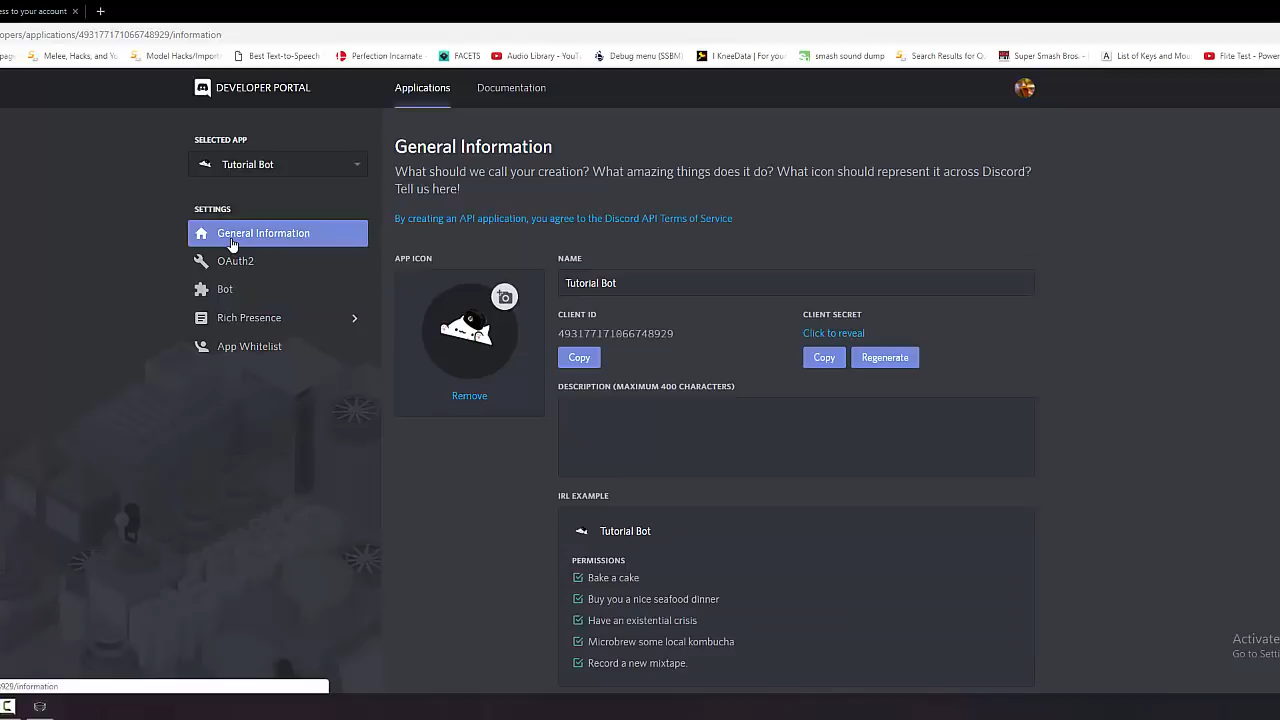 ess to your account
opers/applications/493177171066748929/information
Melee, Hacks, and Yo
Model Hacks/Import
Best Text-to-Speech
Perfection Incarnate
FACETS
Audio Library - YouT
Debug menu (SSBM)
1 KneeData | For your
smash sound dump
Search Results for Q
Super Smash Bros. -
List of Keys and Mou
Flite Test - Power
DEVELOPER PORTAL
Applications
Documentation
SELECTED APP
Tutorial Bot
SETTINGS
General Information
OAuth2
Bot
Rich Presence
App Whitelist
General Information
What should we call your creation? What amazing things does it do? What icon should represent it across Discord?
Tell us here!
By creating an API application, you agree to the Discord API Terms of Service
APP ICON
Remove
NAME
Tutorial Bot
CLIENT ID
493177171066748929
Copy
CLIENT SECRET
Click to reveal
Copy
Regenerate
DESCRIPTION (MAXIMUM 400 CHARACTERS)
IRL EXAMPLE
Tutorial Bot
PERMISSIONS
Bake a cake
Buy you a nice seafood dinner
Have an existential crisis
Microbrew some local kombucha
Record a new mixtape.
Activate
Go to Setti
8929/information